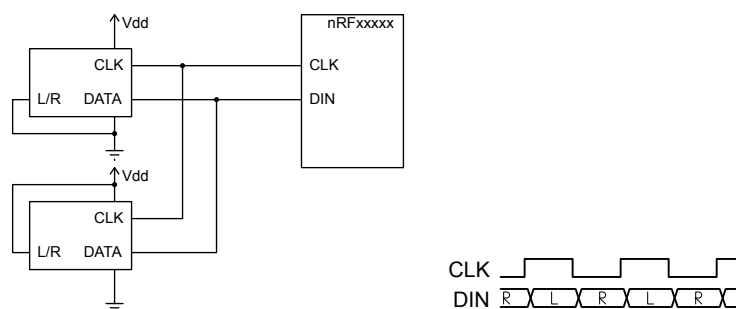 Vdd
nRFxxxxx
CLK
CLK
L/R DATA
DIN
Vdd
CLK
L/R DATA
CLK
DIN R L R L R